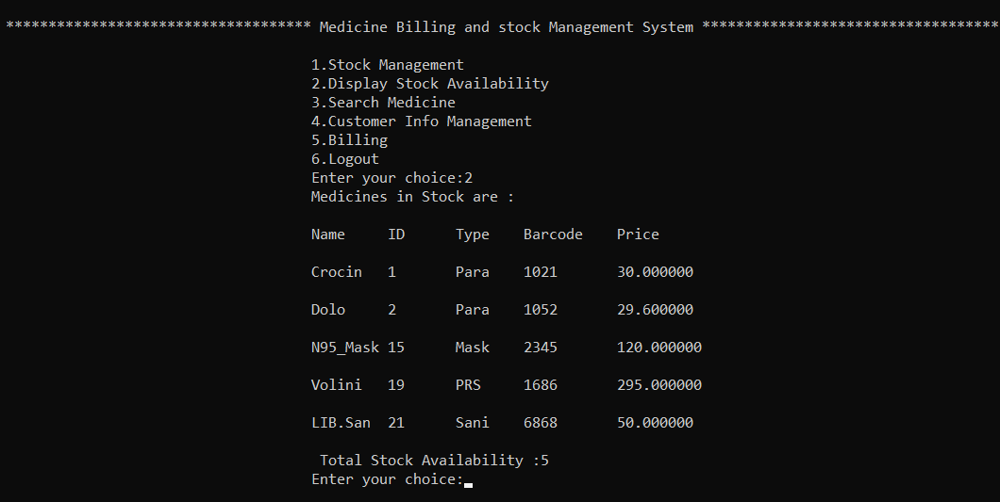 ************************************ Medicine Billing and stock Management System ***********************************
1.Stock Management
2.Display Stock Availability
3.Search Medicine
4.Customer Info Management
5.Billing
6.Logout
Enter your choice:2
Medicines in Stock are :
Name ID Type Barcode Price
Crocin 1 Para 1021 30.000000
Dolo 2 Para 1052 29.600000
N95_Mask 15 Mask 2345 120.000000
Volini 19 PRS 1686 295.000000
LIB.San 21 Sani 6868 50.000000
Total Stock Availability :5
Enter your choice: